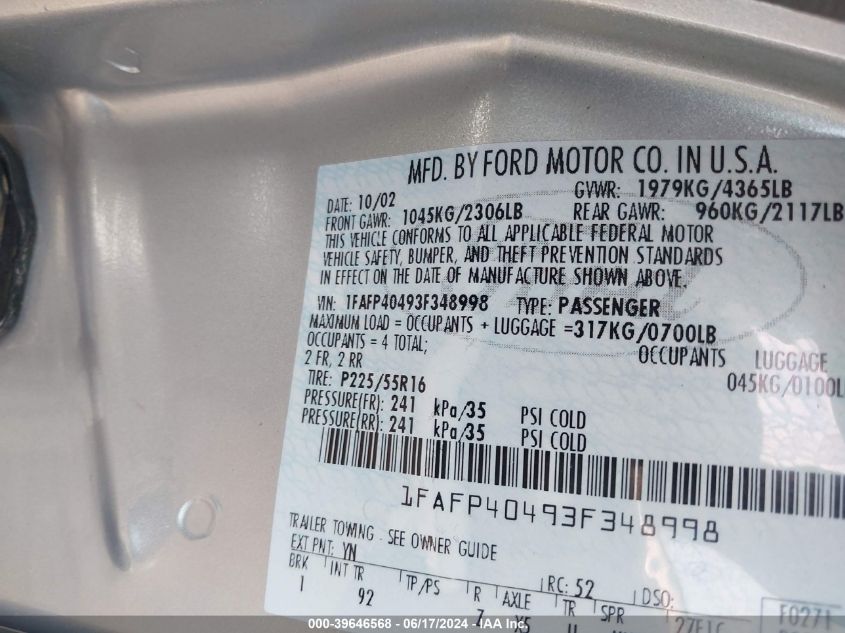 MFD. BY FORD MOTOR CO. IN U.S.A.
DATE: 10/02 GVWR: 1979KG/4365LB
FRONT GAWR: 1045KG/2306LB REAR GAWR: 960KG/2117LB
THIS VEHICLE CONFORMS TO ALL APPLICABLE FEDERAL MOTOR
VEHICLE SAFETY, BUMPER, AND THEFT PREVENTION STANDARDS
IN EFFECT ON THE DATE OF MANUFACTURE SHOWN ABOVE.
VIN: 1FAFP40493F348998 TYPE: PASSENGER
MAXIMUM LOAD = OCCUPANTS + LUGGAGE =317KG/0700LB
OCCUPANTS = 4 TOTAL; OCCUPANTS LUGGAGE
2 FR, 2 RR 045KG/0100L
TIRE: P225/55R16
PRESSURE(FR): 241 kPa/35 PSI COLD
PRESSURE(RR): 241 kPa/35 PSI COLD
1FAFP40493F348998
TRAILER TOWING - SEE OWNER GUIDE
EXT PNT: YN RC: 52 DSO:
BRK INT TR TP/PS R AXLE TR SPR F0271
1 92
000-39646568 - 06/17/2024 - IAA Inc.